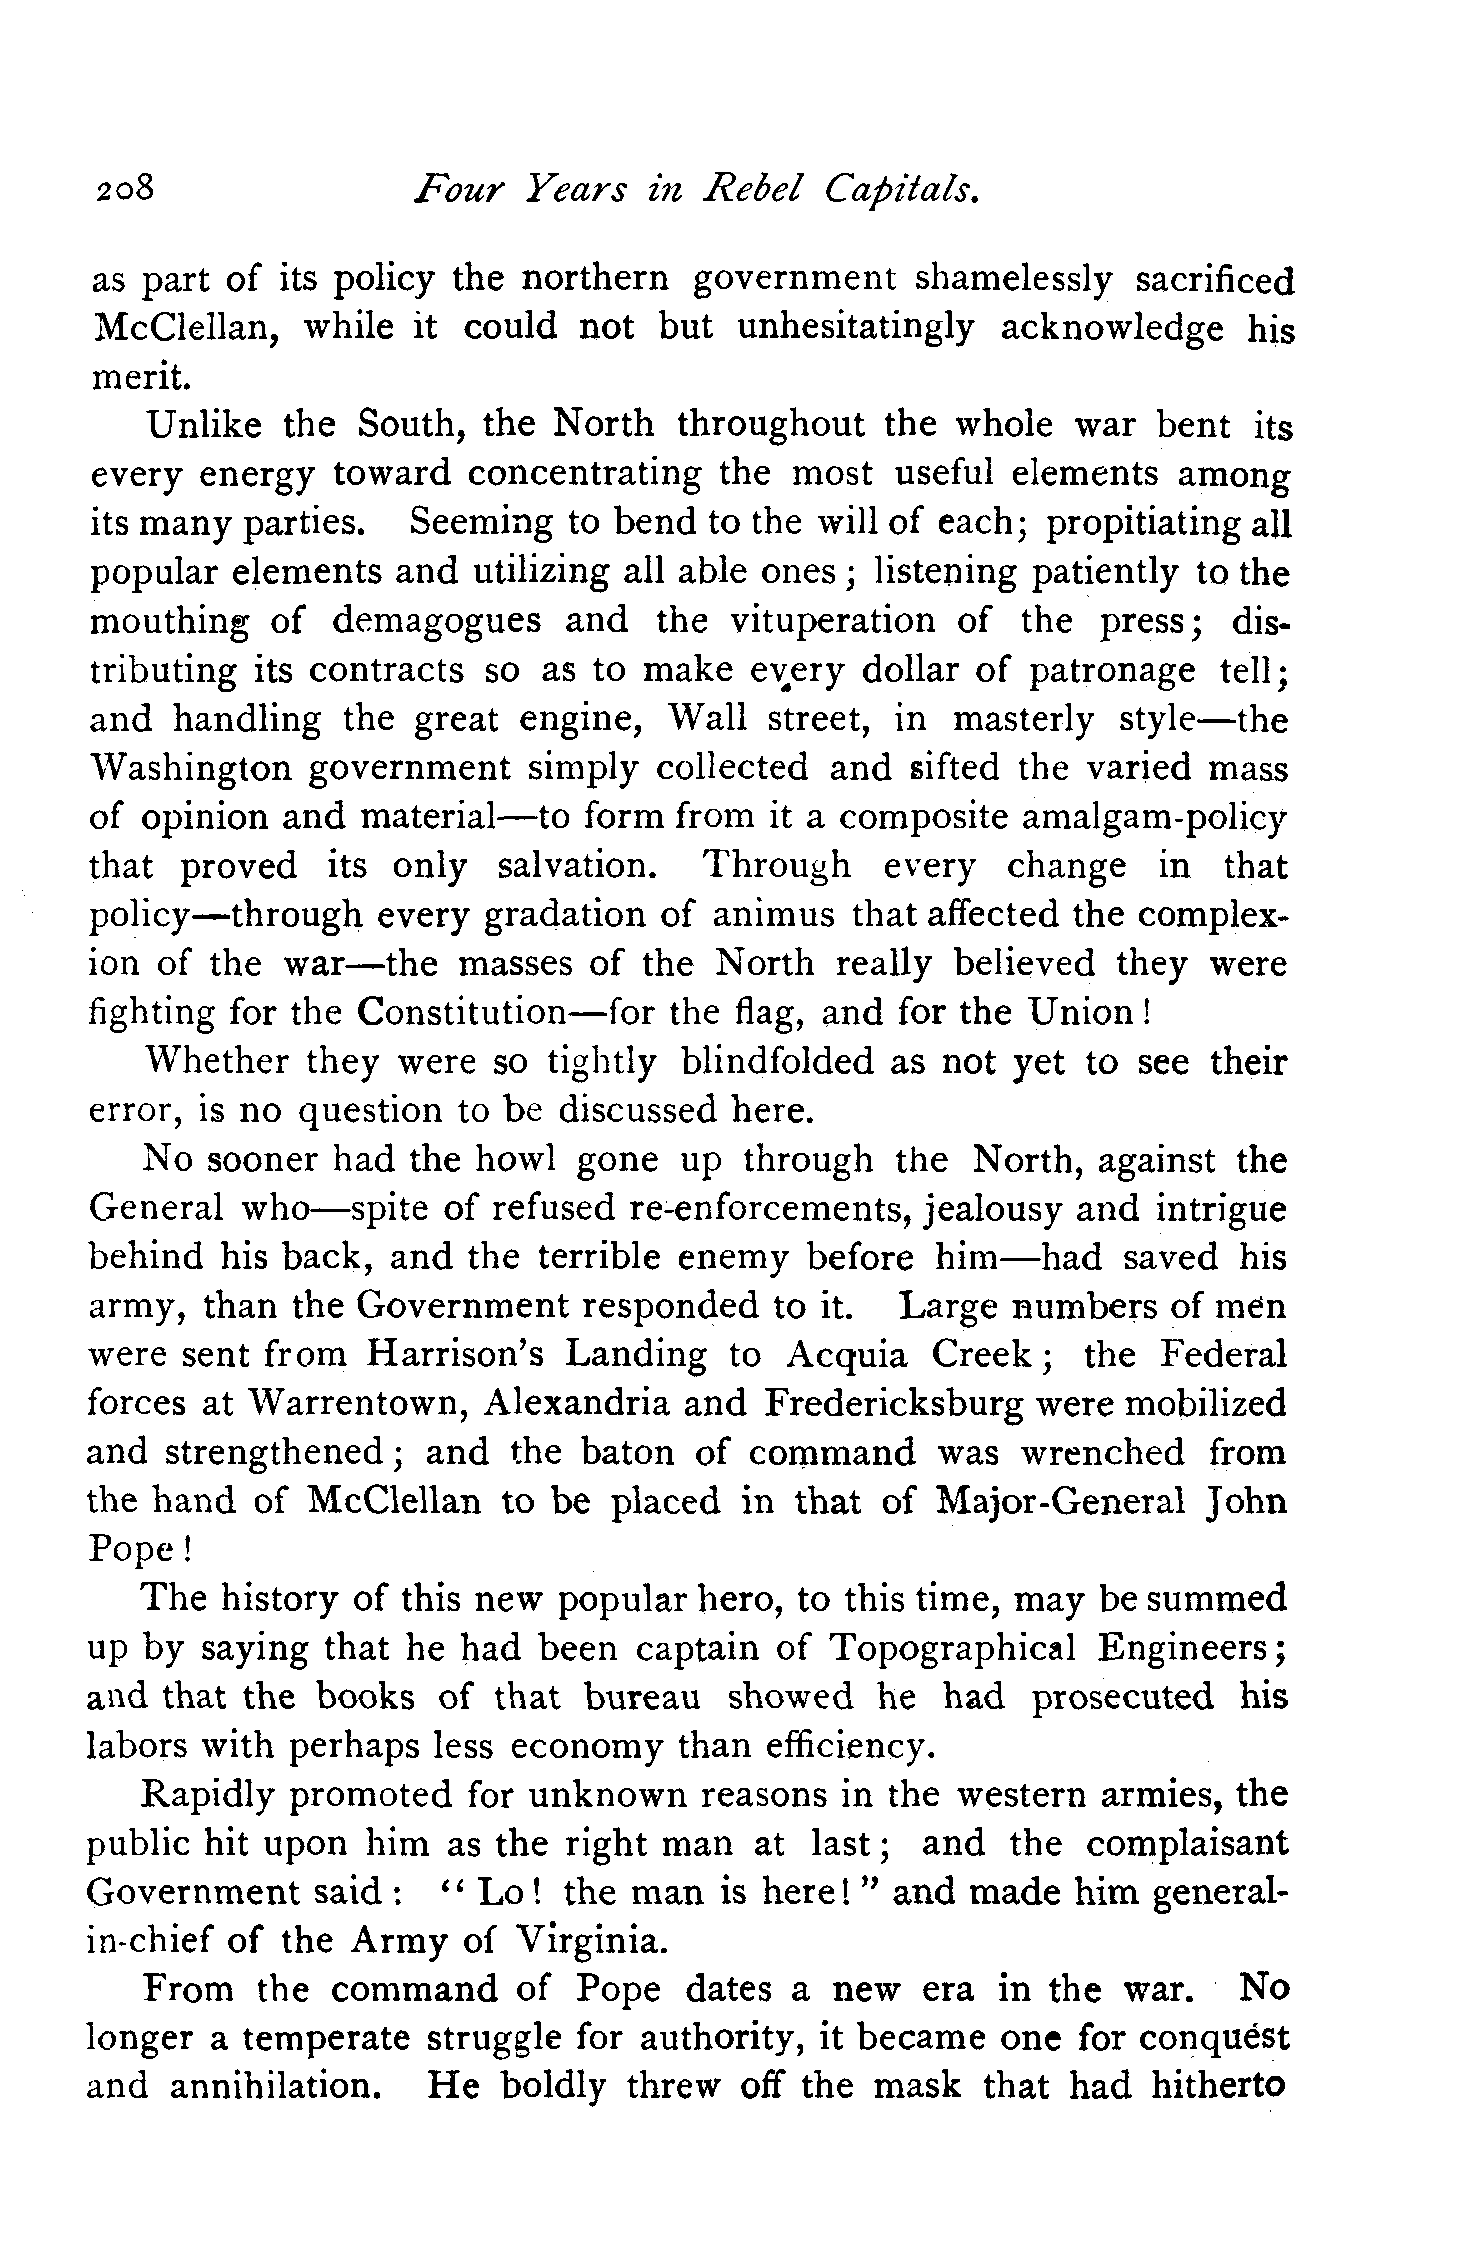 208 Four Years in Rebel Capitals.
as part of its policy the northern government shamelessly sacrificed
McClellan, while it could not but unhesitatingly acknowledge his
merit.
Unlike the South, the North throughout the whole war bent its
every energy toward concentrating the most useful elements among
its many parties. Seeming to bend to the will of each; propitiating all
popular elements and utilizing all able ones; listening patiently to the
mouthing of demagogues and the vituperation of the press; dis-
tributing its contracts so as to make every dollar of patronage tell;
and handling the great engine, Wall street, in masterly style—the
Washington government simply collected and sifted the varied mass
of opinion and material—to form from it a composite amalgam-policy
that proved its only salvation. Through every change in that
policy—through every gradation of animus that affected the complex-
ion of the war—the masses of the North really believed they were
fighting for the Constitution—for the flag, and for the Union!
Whether they were so tightly blindfolded as not yet to see their
error, is no question to be discussed here.
No sooner had the howl gone up through the North, against the
General who—spite of refused re-enforcements, jealousy and intrigue
behind his back, and the terrible enemy before him—had saved his
army, than the Government responded to it. Large numbers of men
were sent from Harrison's Landing to Acquia Creek; the Federal
forces at Warrentown, Alexandria and Fredericksburg were mobilized
and strengthened; and the baton of command was wrenched from
the hand of McClellan to be placed in that of Major-General John
Pope!
The history of this new popular hero, to this time, may be summed
up by saying that he had been captain of Topographical Engineers;
and that the books of that bureau showed he had prosecuted his
labors with perhaps less economy than efficiency.
Rapidly promoted for unknown reasons in the western armies, the
public hit upon him as the right man at last; and the complaisant
Government said: "Lo! the man is here!" and made him general-
in-chief of the Army of Virginia.
From the command of Pope dates a new era in the war. No
longer a temperate struggle for authority, it became one for conquest
and annihilation. He boldly threw off the mask that had hitherto